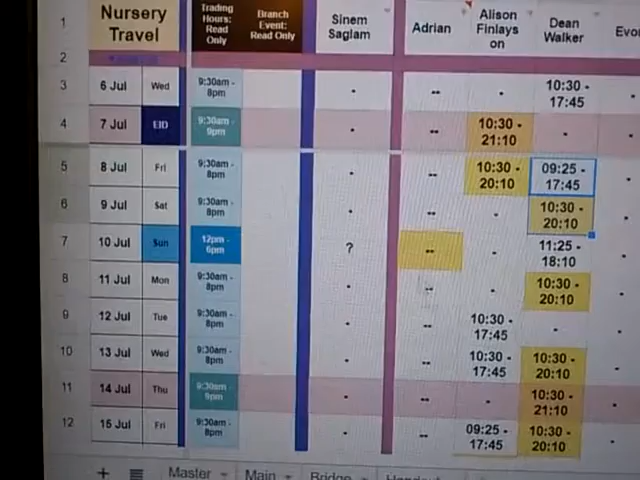 1 Nursery Travel Trading Hours: Read Only Branch Event: Read Only Sinem Saglam Adrian Alison Finlayson Dean Walker
2
3 6 Jul Wed 9:30am - 8pm - -- - 10:30 - 17:45 -
4 7 Jul EID 9:30am - 9pm - -- 10:30 - 21:10 - -
5 8 Jul Fri 9:30am - 8pm - -- 10:30 - 20:10 09:25 - 17:45 -
6 9 Jul Sat 9:30am - 8pm - -- - 10:30 - 20:10 -
7 10 Jul Sun 12pm - 6pm ? -- - 11:25 - 18:10 -
8 11 Jul Mon 9:30am - 8pm - -- - 10:30 - 20:10
9 12 Jul Tue 9:30am - 8pm - -- 10:30 - 17:45 - -
10 13 Jul Wed 9:30am - 8pm - -- 10:30 - 17:45 10:30 - 20:10 -
11 14 Jul Thu 9:30am - 9pm - -- - 10:30 - 21:10 -
12 15 Jul Fri 9:30am - 8pm - -- 09:25 - 17:45 10:30 - 20:10 -
+ Master Main Bridge